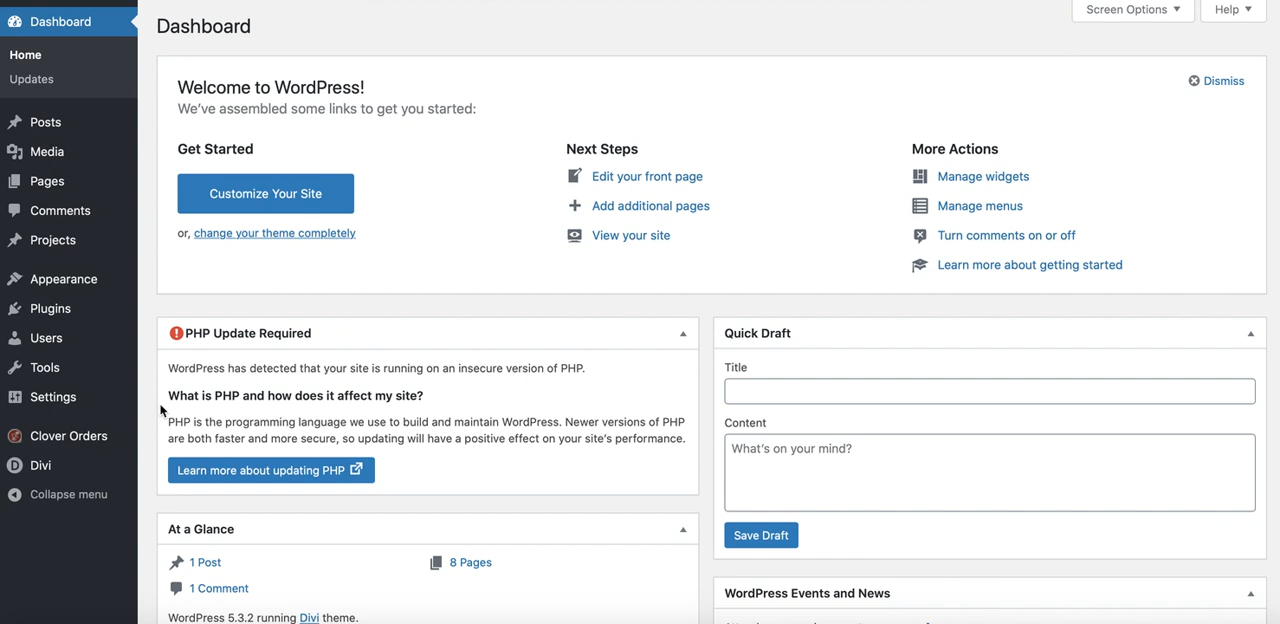 Dashboard
Home
Updates
Posts
Media
Pages
Comments
Projects
Appearance
Plugins
Users
Tools
Settings
Clover Orders
Divi
Collapse menu
Screen Options
Help
Dashboard
Welcome to WordPress!
We've assembled some links to get you started:
Dismiss
Get Started
Customize Your Site
or, change your theme completely
Next Steps
Edit your front page
Add additional pages
View your site
More Actions
Manage widgets
Manage menus
Turn comments on or off
Learn more about getting started
PHP Update Required
WordPress has detected that your site is running on an insecure version of PHP.
What is PHP and how does it affect my site?
PHP is the programming language we use to build and maintain WordPress. Newer versions of PHP
are both faster and more secure, so updating will have a positive effect on your site's performance.
Learn more about updating PHP
At a Glance
1 Post
8 Pages
1 Comment
WordPress 5.3.2 running Divi theme.
Quick Draft
Title
Content
What's on your mind?
Save Draft
WordPress Events and News